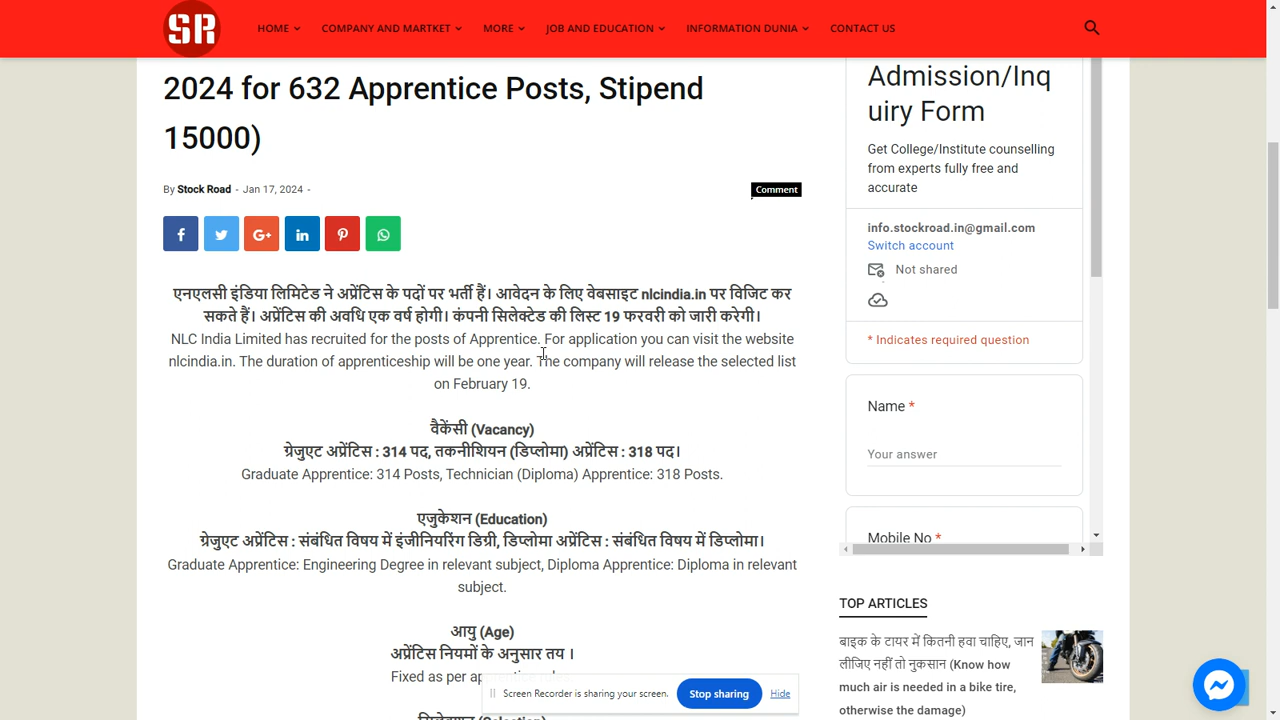 SR
HOME
COMPANY AND MARTKET
MORE
JOB AND EDUCATION
INFORMATION DUNIA
CONTACT US
2024 for 632 Apprentice Posts, Stipend
15000)
By Stock Road - Jan 17, 2024 -
Comment
एनएलसी इंडिया लिमिटेड ने अप्रेंटिस के पदों पर भर्ती हैं। आवेदन के लिए वेबसाइट nlcindia.in पर विजिट कर
सकते हैं। अप्रेंटिस की अवधि एक वर्ष होगी। कंपनी सिलेक्टेड की लिस्ट 19 फरवरी को जारी करेगी।
NLC India Limited has recruited for the posts of Apprentice. For application you can visit the website
nlcindia.in. The duration of apprenticeship will be one year. The company will release the selected list
on February 19.
वैकेंसी (Vacancy)
ग्रेजुएट अप्रेंटिस : 314 पद, तकनीशियन (डिप्लोमा) अप्रेंटिस : 318 पद।
Graduate Apprentice: 314 Posts, Technician (Diploma) Apprentice: 318 Posts.
एजुकेशन (Education)
ग्रेजुएट अप्रेंटिस : संबंधित विषय में इंजीनियरिंग डिग्री, डिप्लोमा अप्रेंटिस : संबंधित विषय में डिप्लोमा।
Graduate Apprentice: Engineering Degree in relevant subject, Diploma Apprentice: Diploma in relevant
subject.
आयु (Age)
अप्रेंटिस नियमों के अनुसार तय ।
Fixed as per
Screen Recorder is sharing your screen.
Stop sharing
Hide
Admission/Inq
uiry Form
Get College/Institute counselling
from experts fully free and
accurate
info.stockroad.in@gmail.com
Switch account
Not shared
* Indicates required question
Name *
Your answer
Mobile No *
TOP ARTICLES
बाइक के टायर में कितनी हवा चाहिए, जान
लीजिए नहीं तो नुकसान (Know how
much air is needed in a bike tire,
otherwise the damage)